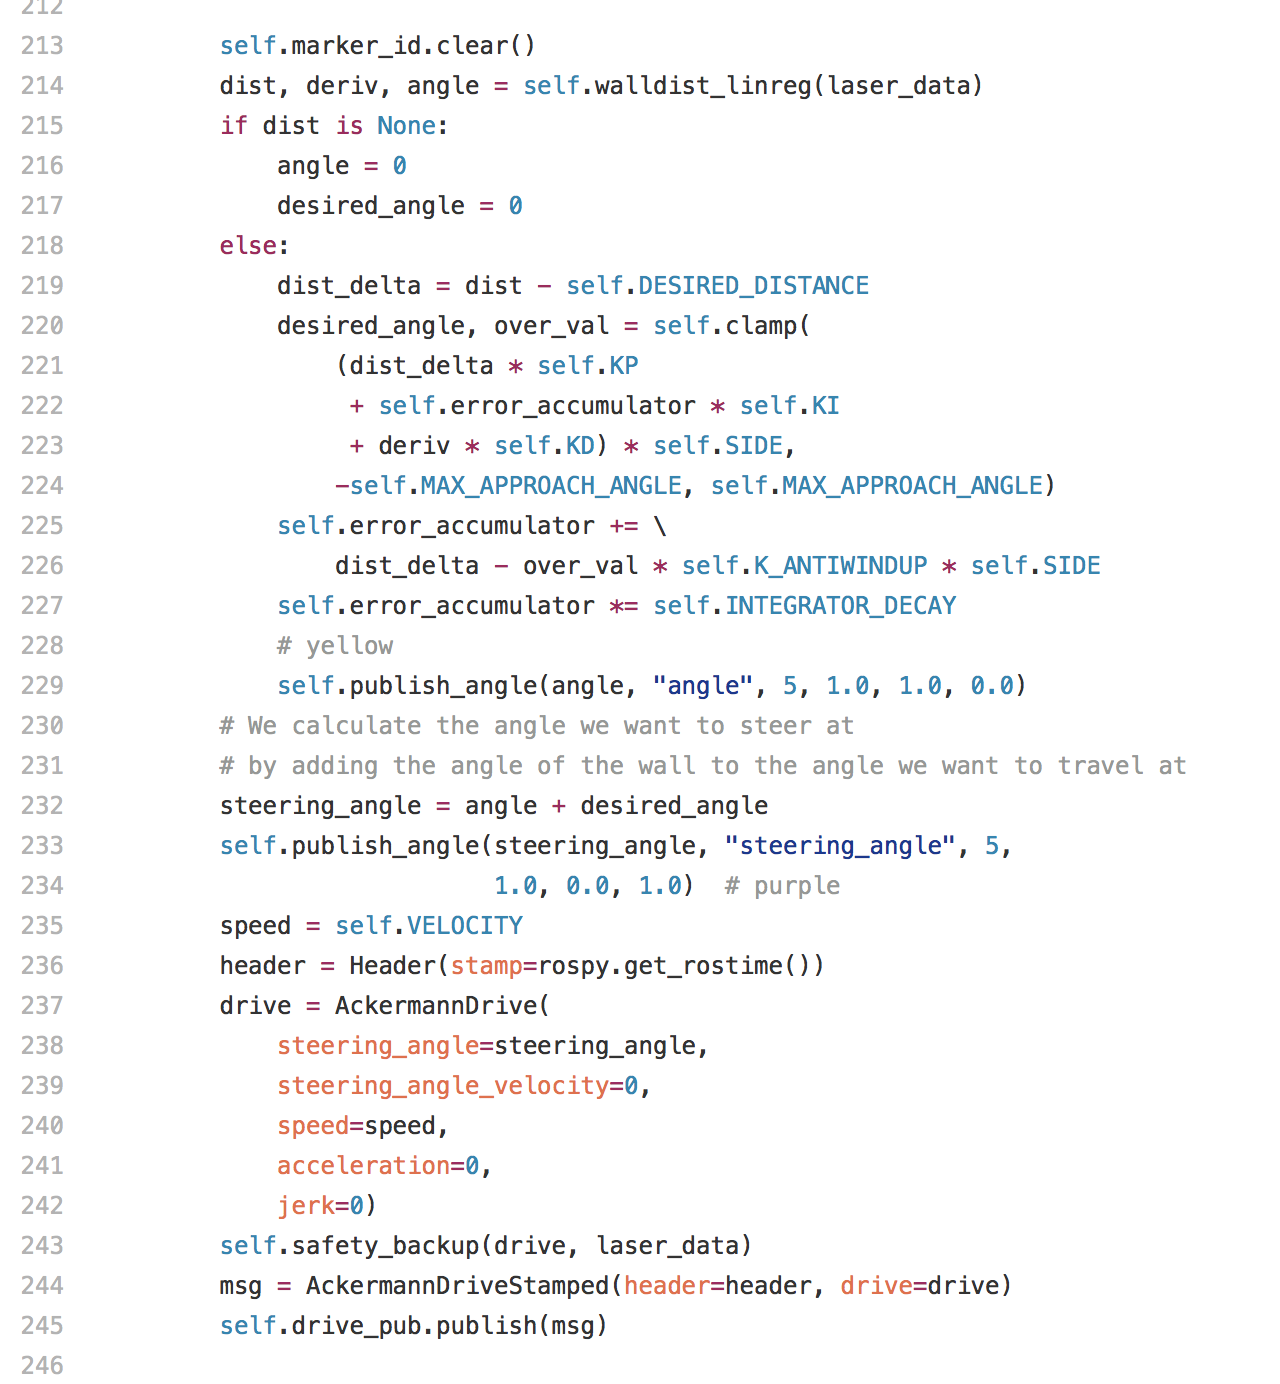 212
213 self.marker_id.clear()
214 dist, deriv, angle = self.walldist_linreg(laser_data)
215 if dist is None:
216 angle = 0
217 desired_angle = 0
218 else:
219 dist_delta = dist - self.DESIRED_DISTANCE
220 desired_angle, over_val = self.clamp(
221 (dist_delta * self.KP
222 + self.error_accumulator * self.KI
223 + deriv * self.KD) * self.SIDE,
224 -self.MAX_APPROACH_ANGLE, self.MAX_APPROACH_ANGLE)
225 self.error_accumulator += \
226 dist_delta - over_val * self.K_ANTIWINDUP * self.SIDE
227 self.error_accumulator *= self.INTEGRATOR_DECAY
228 # yellow
229 self.publish_angle(angle, "angle", 5, 1.0, 1.0, 0.0)
230 # We calculate the angle we want to steer at
231 # by adding the angle of the wall to the angle we want to travel at
232 steering_angle = angle + desired_angle
233 self.publish_angle(steering_angle, "steering_angle", 5,
234 1.0, 0.0, 1.0)  # purple
235 speed = self.VELOCITY
236 header = Header(stamp=rospy.get_rostime())
237 drive = AckermannDrive(
238 steering_angle=steering_angle,
239 steering_angle_velocity=0,
240 speed=speed,
241 acceleration=0,
242 jerk=0)
243 self.safety_backup(drive, laser_data)
244 msg = AckermannDriveStamped(header=header, drive=drive)
245 self.drive_pub.publish(msg)
246